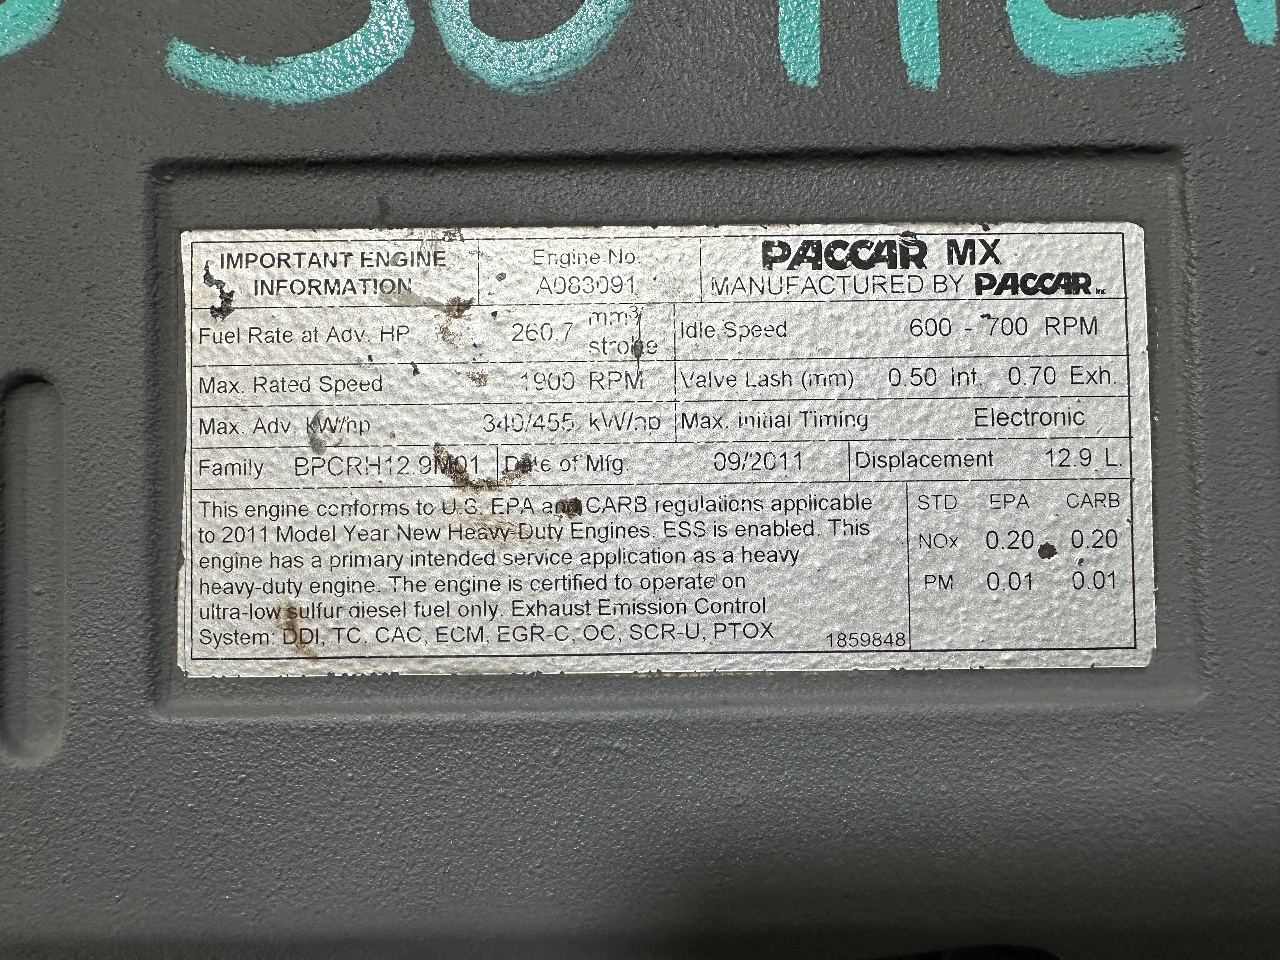 IMPORTANT ENGINE
INFORMATION
Engine No.
A083091
PACCAR MX
MANUFACTURED BY PACCAR INC
Fuel Rate at Adv. HP 260.7 mm³ stroke
Idle Speed 600 - 700 RPM
Max. Rated Speed 1900 RPM
Valve Lash (mm) 0.50 Int. 0.70 Exh.
Max. Adv. kW/hp 340/455 kW/hp
Max. Initial Timing Electronic
Family BPCRH12.9M01
Date of Mfg. 09/2011
Displacement 12.9 L.
This engine conforms to U.S. EPA and CARB regulations applicable
to 2011 Model Year New Heavy-Duty Engines. ESS is enabled. This
engine has a primary intended service application as a heavy
heavy-duty engine. The engine is certified to operate on
ultra-low sulfur diesel fuel only. Exhaust Emission Control
System: DDI, TC, CAC, ECM, EGR-C, OC, SCR-U, PTOX
1859848
STD EPA CARB
NOx 0.20 0.20
PM 0.01 0.01